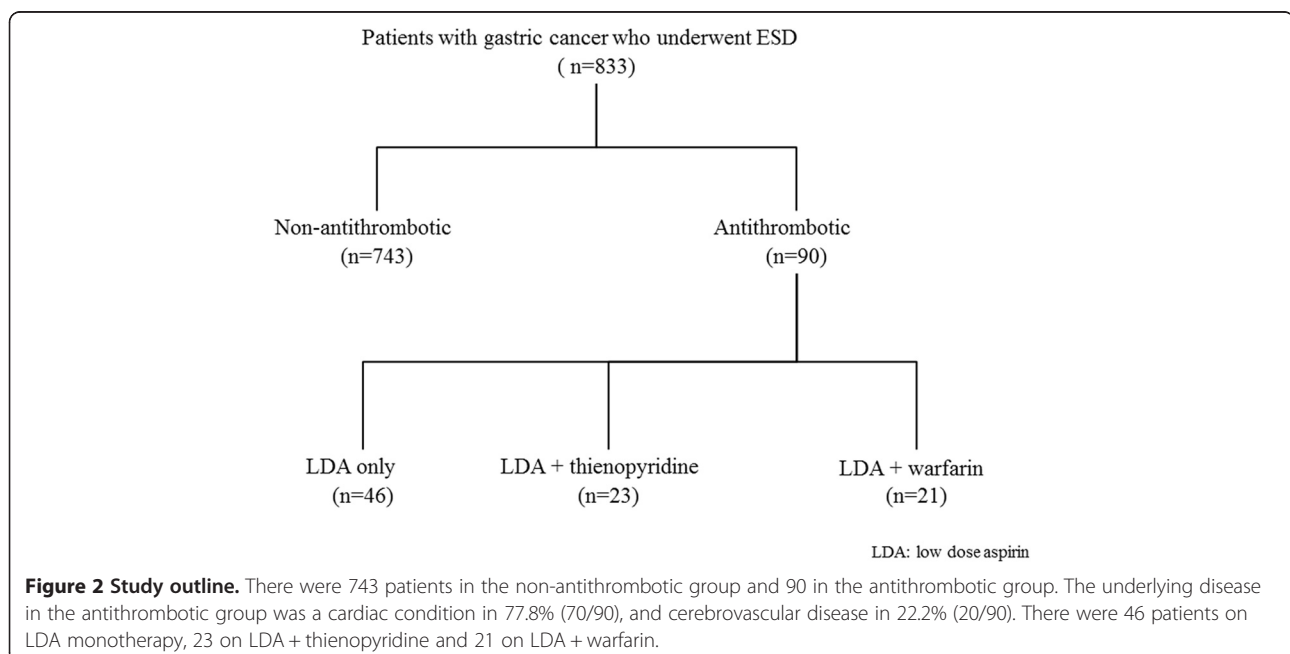 Patients with gastric cancer who underwent ESD
( n=833)
Non-antithrombotic
(n=743)
Antithrombotic
(n=90)
LDA only
(n=46)
LDA + thienopyridine
(n=23)
LDA + warfarin
(n=21)
LDA: low dose aspirin
Figure 2 Study outline. There were 743 patients in the non-antithrombotic group and 90 in the antithrombotic group. The underlying disease
in the antithrombotic group was a cardiac condition in 77.8% (70/90), and cerebrovascular disease in 22.2% (20/90). There were 46 patients on
LDA monotherapy, 23 on LDA + thienopyridine and 21 on LDA + warfarin.